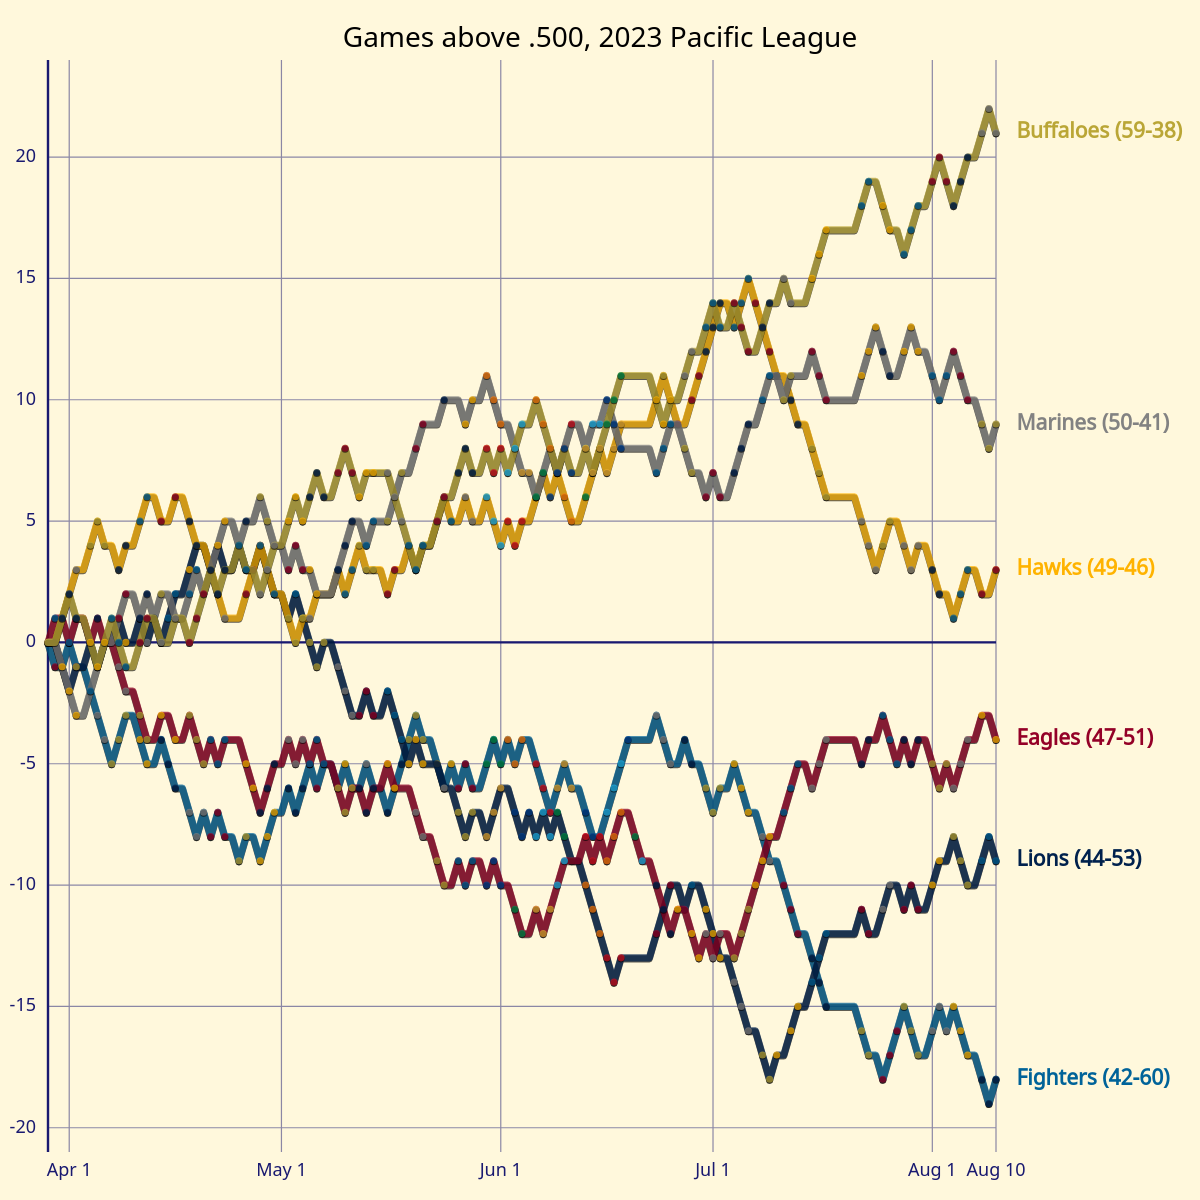 Games above .500, 2023 Pacific League
20
15
10
5
0
-5
-10
-15
-20
Buffaloes (59-38)
Marines (50-41)
Hawks (49-46)
Eagles (47-51)
Lions (44-53)
Fighters (42-60)
Apr 1
May 1
Jun 1
Jul 1
Aug 1
Aug 10